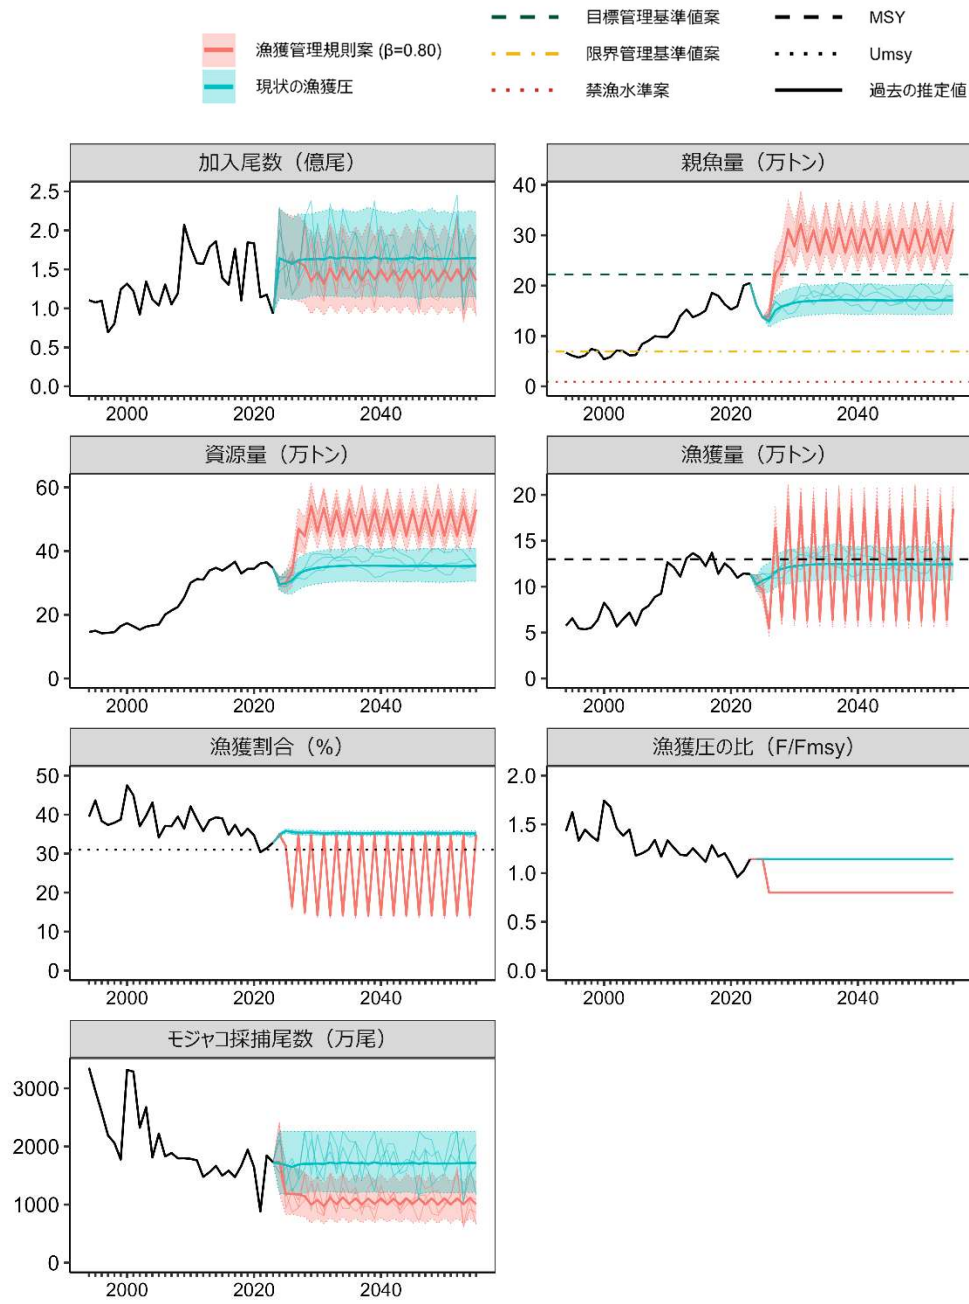 漁獲管理規則案 (β=0.80)
現状の漁獲圧
目標管理基準値案
限界管理基準値案
禁漁水準案
MSY
Umsy
過去の推定値
加入尾数（億尾）
2.5
2.0
1.5
1.0
0.5
0.0
2000 2020 2040
親魚量（万トン）
40
30
20
10
0
2000 2020 2040
資源量（万トン）
60
40
20
0
2000 2020 2040
漁獲量（万トン）
20
15
10
5
0
2000 2020 2040
漁獲割合（%）
50
40
30
20
10
0
2000 2020 2040
漁獲圧の比（F/Fmsy）
2.0
1.5
1.0
0.5
0.0
2000 2020 2040
モジャコ採捕尾数（万尾）
3000
2000
1000
0
2000 2020 2040